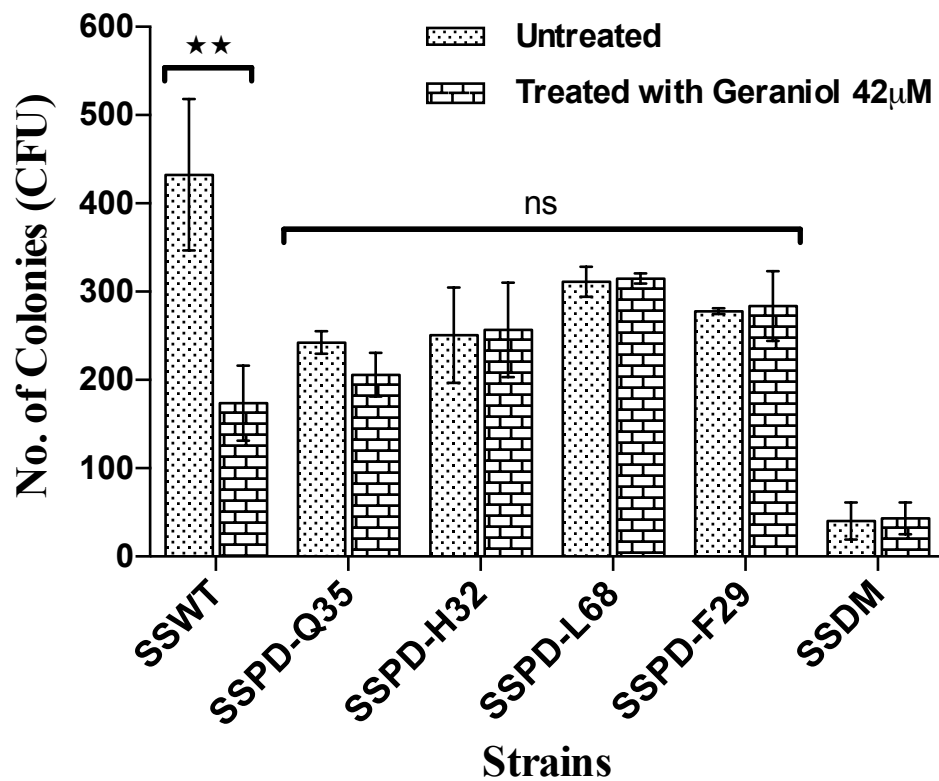 No. of Colonies (CFU)
600
500
400
300
200
100
0
★★
Untreated
Treated with Geraniol 42μM
ns
SSWT
SSPD-Q35
SSPD-H32
SSPD-L68
SSPD-F29
SSDM
Strains